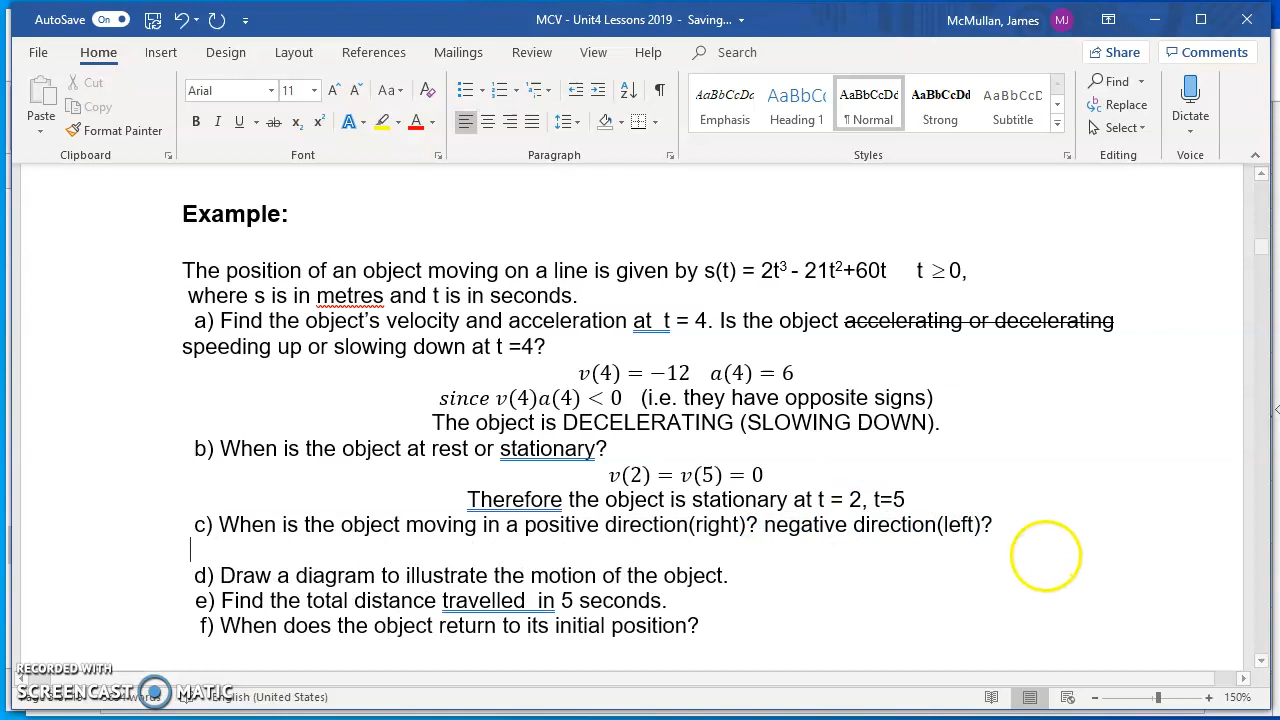 AutoSave On MCV - Unit4 Lessons 2019 - Saving... McMullan, James MJ
File Home Insert Design Layout References Mailings Review View Help Search Share Comments
Paste Cut Copy Format Painter
Arial 11 Aa A
B I U ab x₂ x² A A
AaBbCcDc AaBbCc AaBbCcDc AaBbCcDd AaBbCcD
Emphasis Heading 1 ¶ Normal Strong Subtitle
Find Replace Select Dictate
Clipboard Font Paragraph Styles Editing Voice
Example:
The position of an object moving on a line is given by s(t) = 2t³ - 21t²+60t t ≥0,
where s is in metres and t is in seconds.
a) Find the object’s velocity and acceleration at t = 4. Is the object accelerating or decelerating
speeding up or slowing down at t =4?
v(4) = −12 a(4) = 6
since v(4)a(4) < 0 (i.e. they have opposite signs)
The object is DECELERATING (SLOWING DOWN).
b) When is the object at rest or stationary?
v(2) = v(5) = 0
Therefore the object is stationary at t = 2, t=5
c) When is the object moving in a positive direction(right)? negative direction(left)?
d) Draw a diagram to illustrate the motion of the object.
e) Find the total distance travelled in 5 seconds.
f) When does the object return to its initial position?
RECORDED WITH
SCREENCAST MATIC
words English (United States) 150%